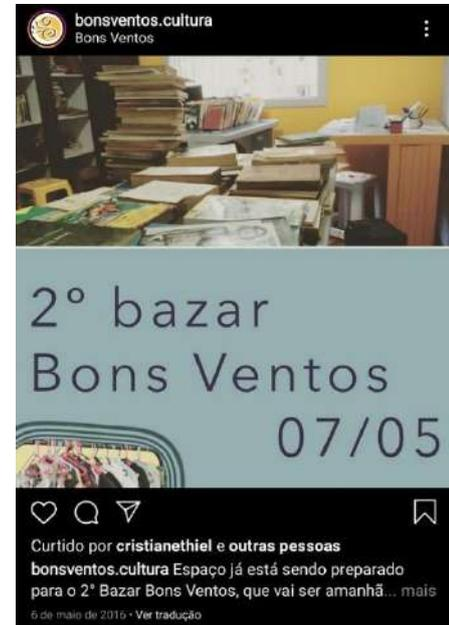 bonsventos.cultura
Bons Ventos
2º bazar
Bons Ventos
07/05
Curtido por cristianethiel e outras pessoas
bonsventos.cultura Espaço já está sendo preparado
para o 2° Bazar Bons Ventos, que vai ser amanhã... mais
6 de maio de 2016 • Ver tradução